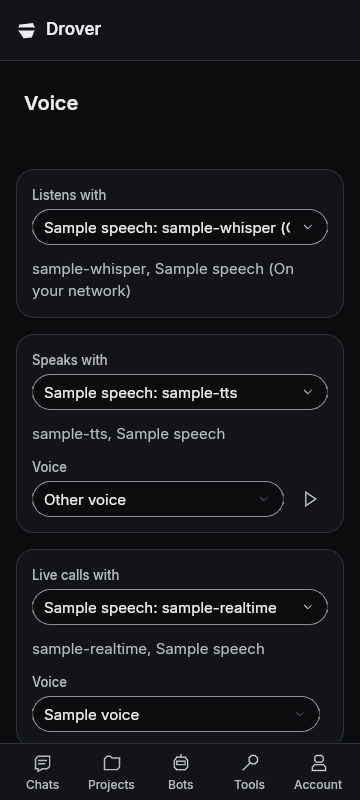 Drover
Voice
Listens with
Sample speech: sample-whisper (
sample-whisper, Sample speech (On
your network)
Speaks with
Sample speech: sample-tts
sample-tts, Sample speech
Voice
Other voice
Live calls with
Sample speech: sample-realtime
sample-realtime, Sample speech
Voice
Sample voice
Chats
Projects
Bots
Tools
Account